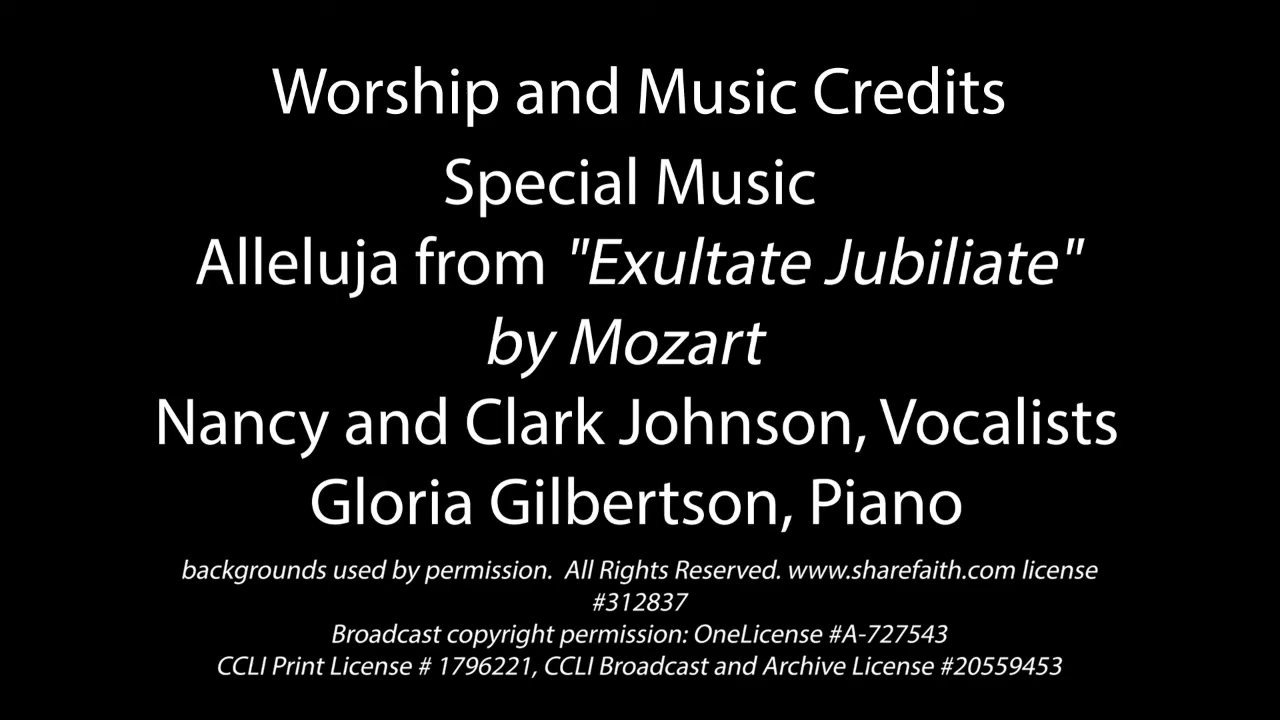 Worship and Music Credits
Special Music
Alleluja from "Exultate Jubiliate"
by Mozart
Nancy and Clark Johnson, Vocalists
Gloria Gilbertson, Piano
backgrounds used by permission.  All Rights Reserved. www.sharefaith.com license
#312837
Broadcast copyright permission: OneLicense #A-727543
CCLI Print License # 1796221, CCLI Broadcast and Archive License #20559453